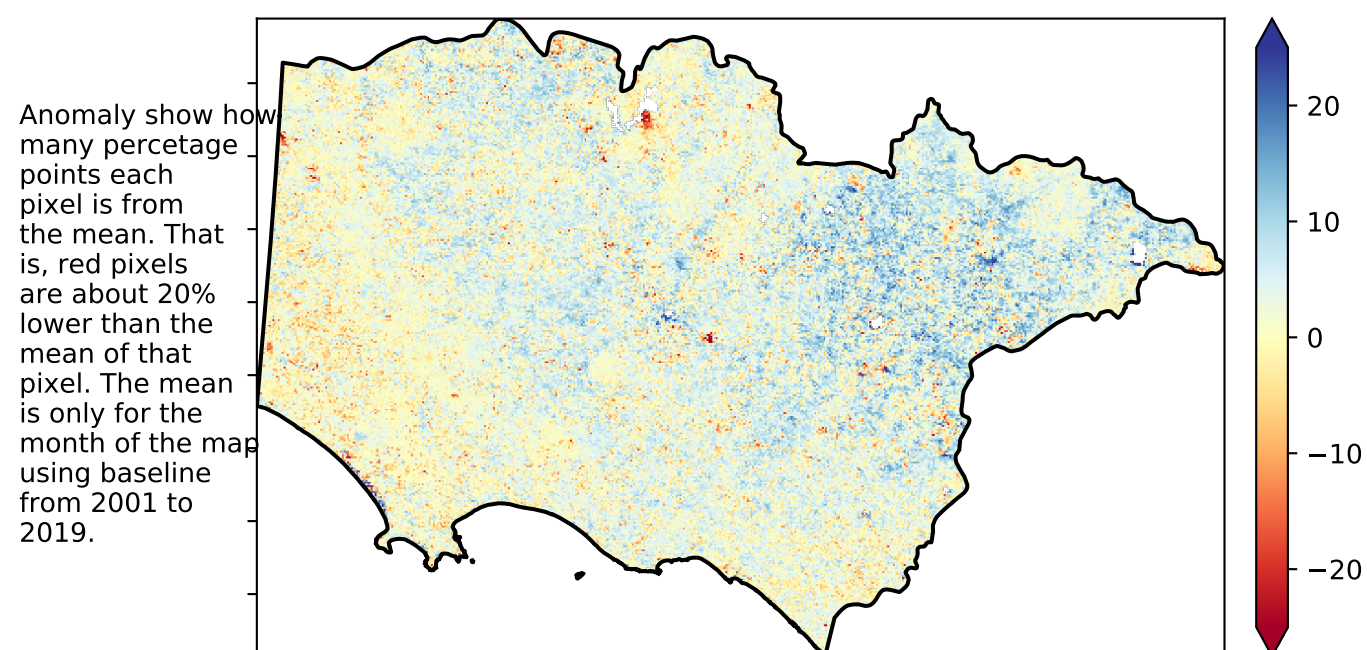 Anomaly show how
many percetage
points each
pixel is from
the mean. That
is, red pixels
are about 20%
lower than the
mean of that
pixel. The mean
is only for the
month of the map
using baseline
from 2001 to
2019.
20
10
0
−10
−20